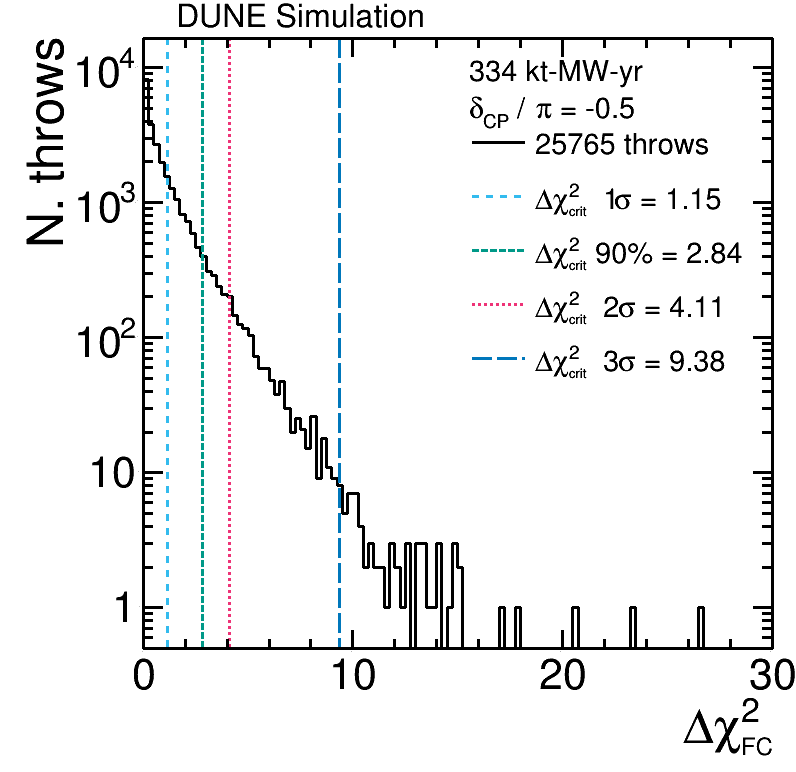 DUNE Simulation
N. throws
10⁴
10³
10²
10
1
334 kt-MW-yr
δCP / π = -0.5
25765 throws
Δχ²crit 1σ = 1.15
Δχ²crit 90% = 2.84
Δχ²crit 2σ = 4.11
Δχ²crit 3σ = 9.38
0 10 20 30
Δχ²FC